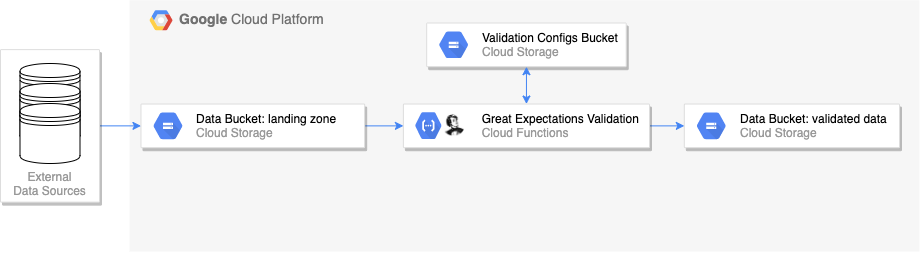 Google Cloud Platform
Validation Configs Bucket
Cloud Storage
Data Bucket: landing zone
Cloud Storage
Great Expectations Validation
Cloud Functions
Data Bucket: validated data
Cloud Storage
External
Data Sources